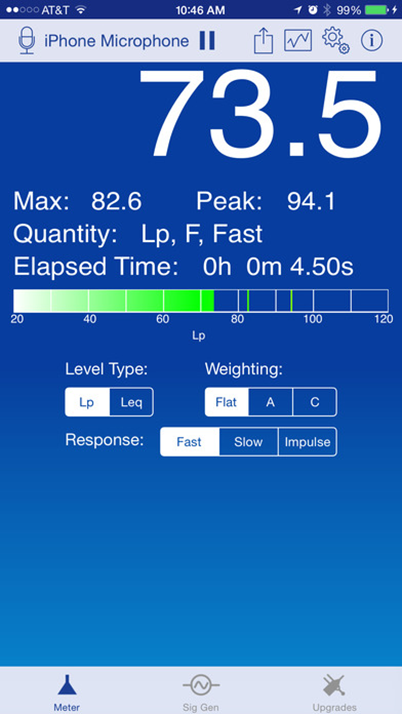 AT&T 10:46 AM 99%
iPhone Microphone
73.5
Max: 82.6 Peak: 94.1
Quantity: Lp, F, Fast
Elapsed Time: 0h 0m 4.50s
20 40 60 80 100 120
Lp
Level Type: Weighting:
Lp Leq Flat A C
Response: Fast Slow Impulse
Meter Sig Gen Upgrades